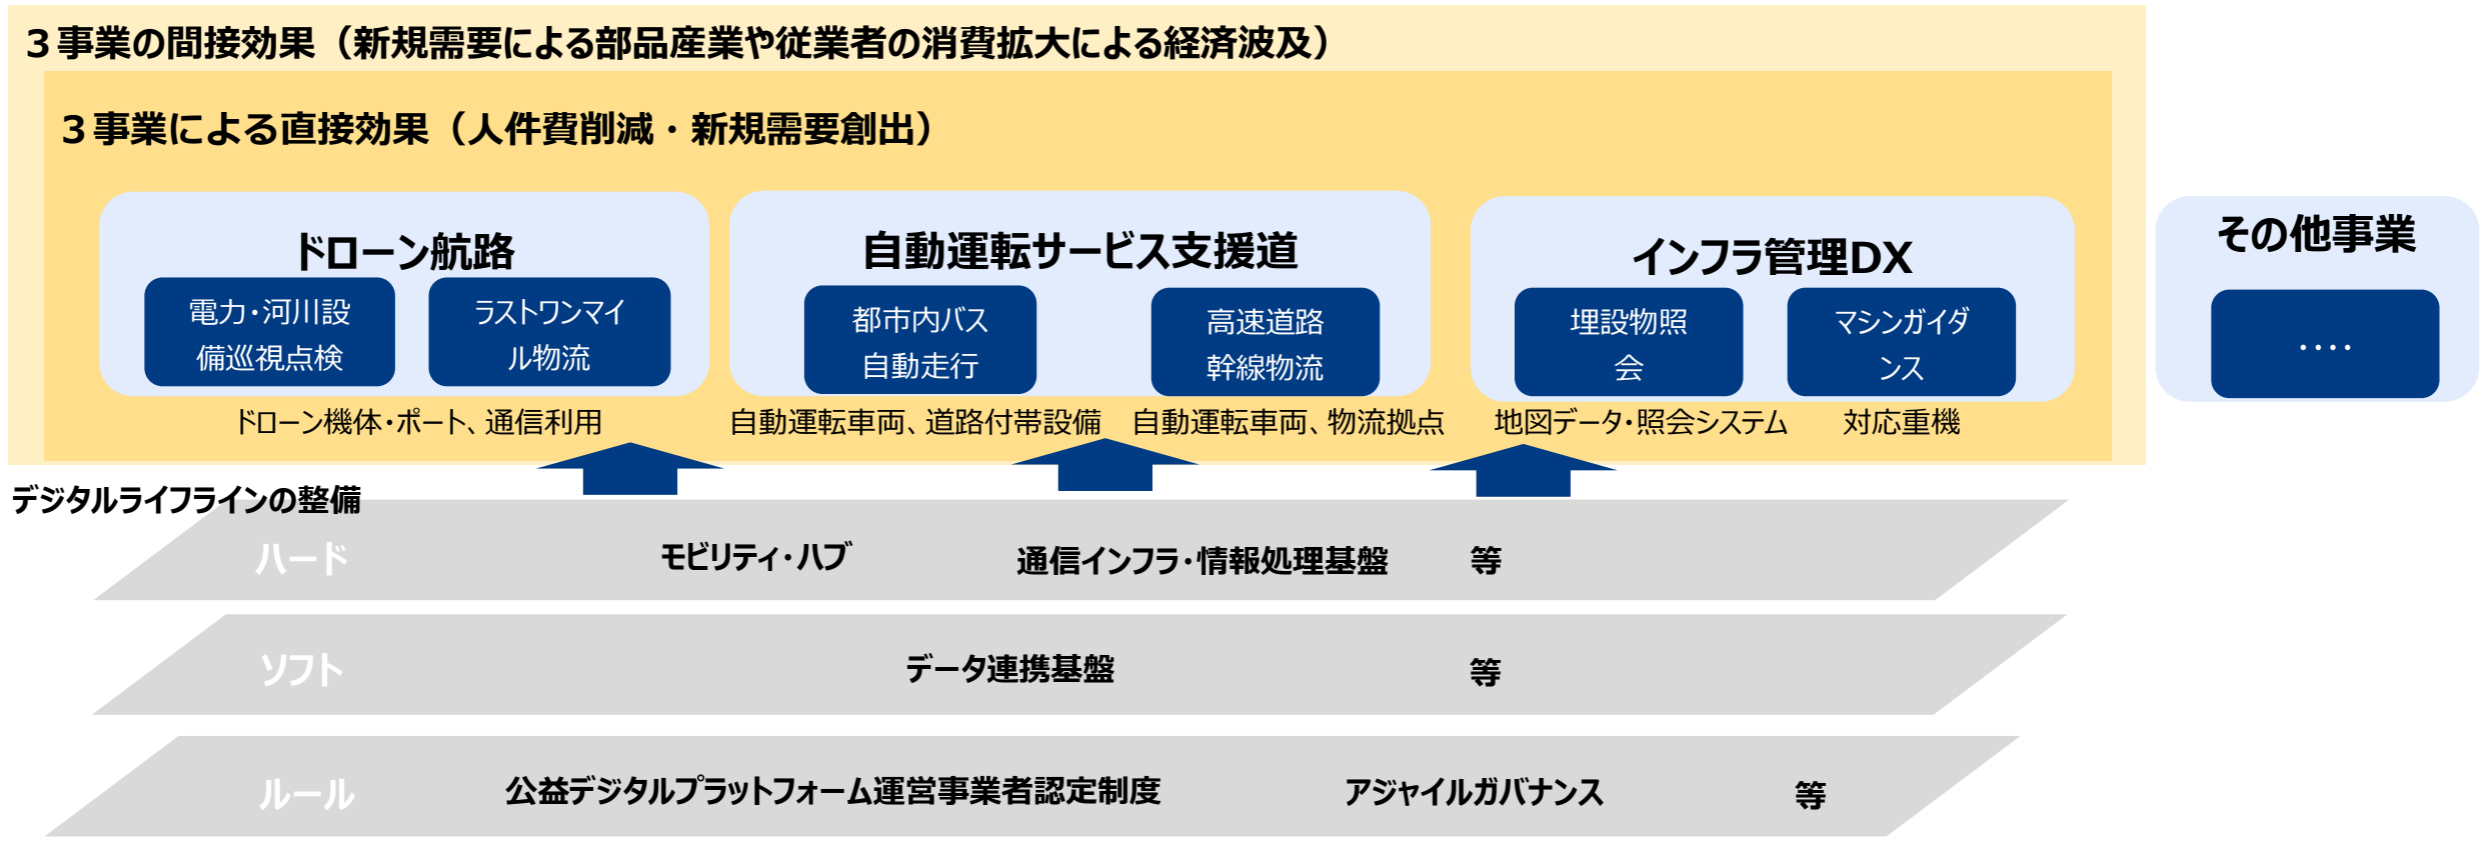 ３事業の間接効果（新規需要による部品産業や従業者の消費拡大による経済波及）
３事業による直接効果（人件費削減・新規需要創出）
ドローン航路
電力・河川設
備巡視点検
ラストワンマイ
ル物流
ドローン機体・ポート、通信利用
自動運転サービス支援道
都市内バス
自動走行
高速道路
幹線物流
自動運転車両、道路付帯設備
自動運転車両、物流拠点
インフラ管理DX
埋設物照
会
マシンガイダ
ンス
地図データ・照会システム
対応重機
その他事業
････
デジタルライフラインの整備
ハード
モビリティ・ハブ
通信インフラ・情報処理基盤
等
ソフト
データ連携基盤
等
ルール
公益デジタルプラットフォーム運営事業者認定制度
アジャイルガバナンス
等